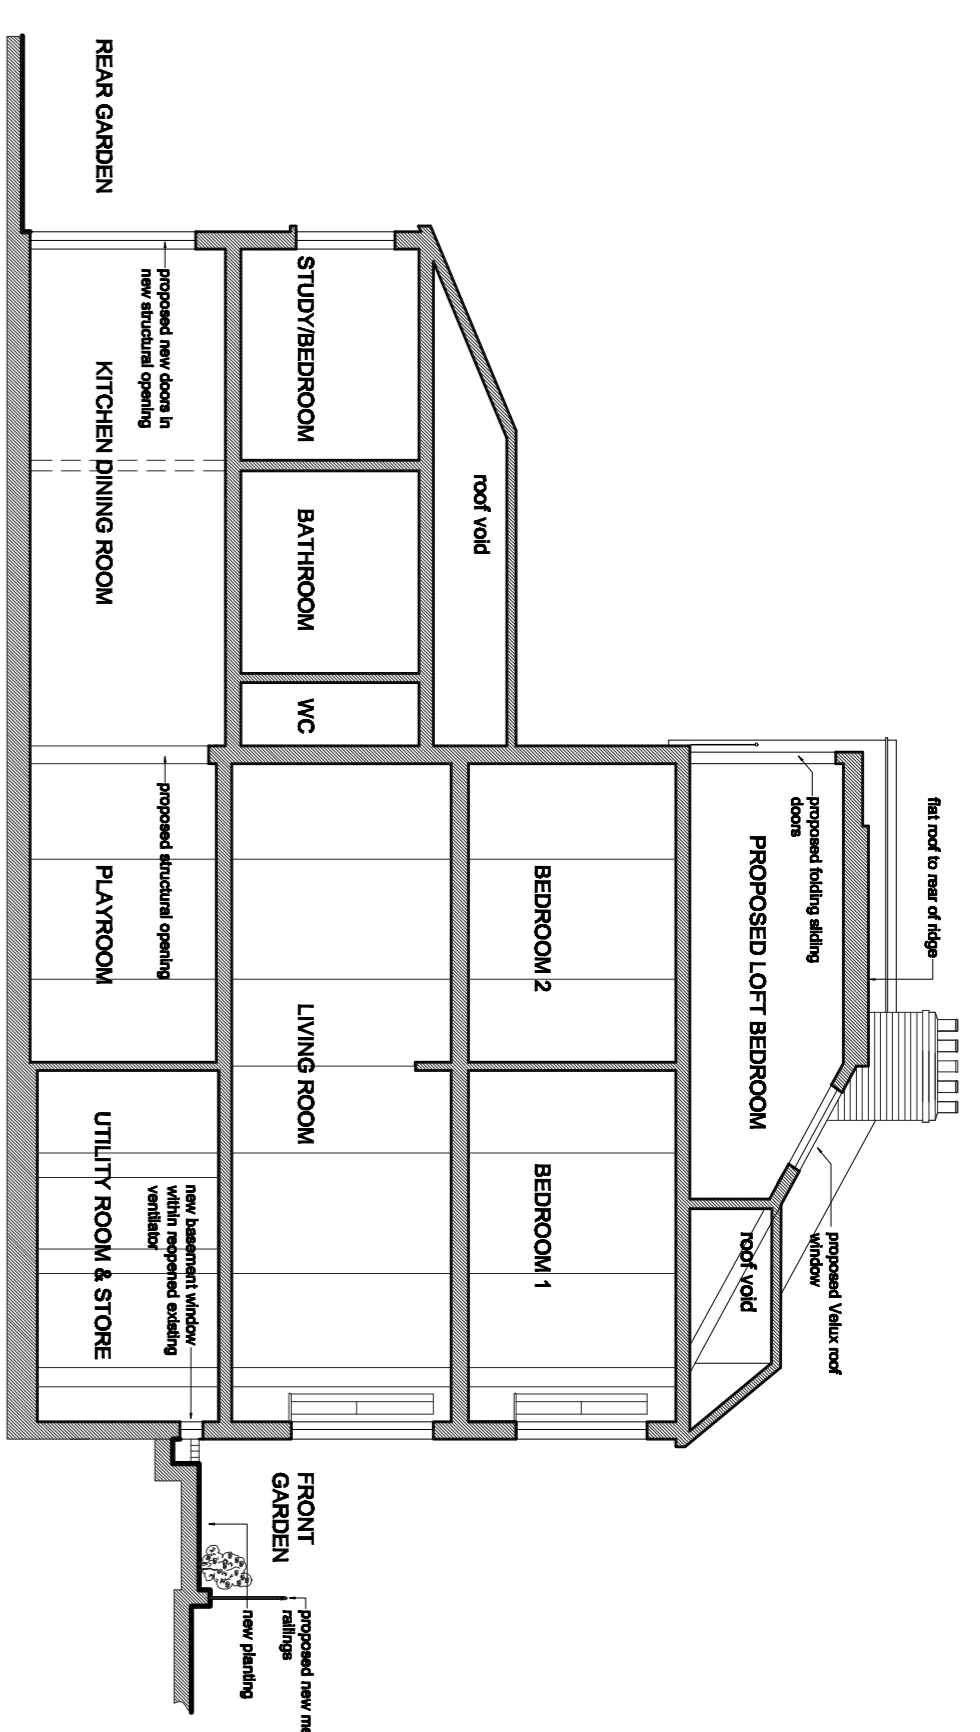 flat roof to rear of ridge
proposed folding sliding
doors
PROPOSED LOFT BEDROOM
proposed Velux roof
window
roof void
roof void
BEDROOM 2
BEDROOM 1
STUDY/BEDROOM
BATHROOM
WC
LIVING ROOM
FRONT
GARDEN
REAR GARDEN
proposed new doors in
new structural opening
KITCHEN DINING ROOM
proposed structural opening
PLAYROOM
new basement window
within reopened existing
ventilator
UTILITY ROOM & STORE
proposed new
railings
new planting